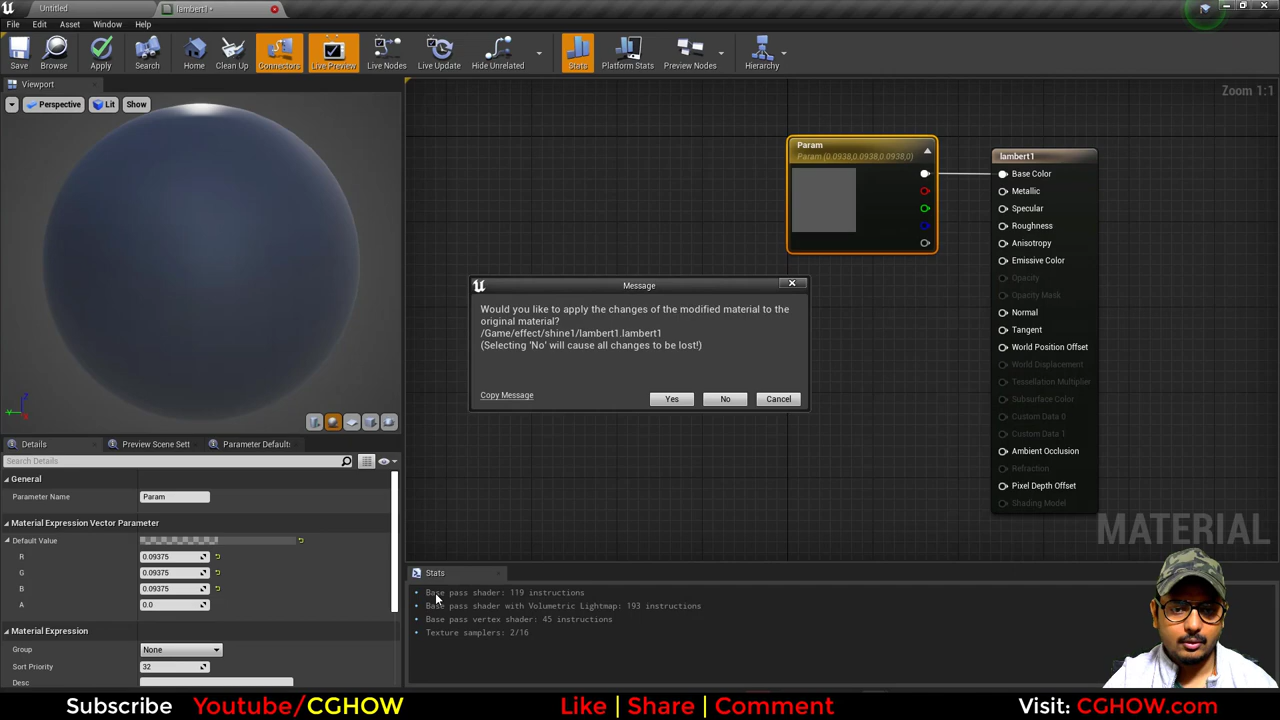 Untitled
lambert1*
File Edit Asset Window Help
Save
Browse
Apply
Search
Home
Clean Up
Connectors
Live Preview
Live Nodes
Live Update
Hide Unrelated
Stats
Platform Stats
Preview Nodes
Hierarchy
Viewport
Perspective
Lit
Show
Zoom 1:1
Param
Param (0.0938,0.0938,0.0938,0)
lambert1
Base Color
Metallic
Specular
Roughness
Anisotropy
Emissive Color
Opacity
Opacity Mask
Normal
Tangent
World Position Offset
World Displacement
Tessellation Multiplier
Subsurface Color
Custom Data 0
Custom Data 1
Ambient Occlusion
Refraction
Pixel Depth Offset
Shading Model
MATERIAL
Message
Would you like to apply the changes of the modified material to the
original material?
/Game/effect/shine1/lambert1.lambert1
(Selecting 'No' will cause all changes to be lost!)
Copy Message
Yes
No
Cancel
Details
Preview Scene Sett
Parameter Default
Search Details
General
Parameter Name Param
Material Expression Vector Parameter
Default Value
R 0.09375
G 0.09375
B 0.09375
A 0.0
Material Expression
Group None
Sort Priority 32
Desc
Stats
Base pass shader: 119 instructions
Base pass shader with Volumetric Lightmap: 193 instructions
Base pass vertex shader: 45 instructions
Texture samplers: 2/16
Subscribe Youtube/CGHOW Like | Share | Comment Visit: CGHOW.com